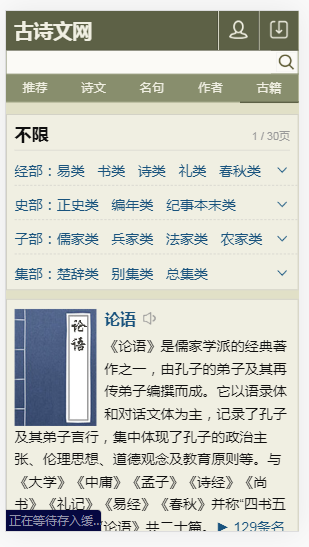 古诗文网
推荐 诗文 名句 作者 古籍
不限 1 / 30页
经部：易类 书类 诗类 礼类 春秋类
史部：正史类 编年类 纪事本末类
子部：儒家类 兵家类 法家类 农家类
集部：楚辞类 别集类 总集类
论语
论语
《论语》是儒家学派的经典著
作之一，由孔子的弟子及其再
传弟子编撰而成。它以语录体
和对话文体为主，记录了孔子
及其弟子言行，集中体现了孔子的政治主
张、伦理思想、道德观念及教育原则等。与
《大学》《中庸》《孟子》《诗经》《尚
书》《礼记》《易经》《春秋》并称“四书五
论语》共二十篇。▶ 129条名
正在等待存入缓...